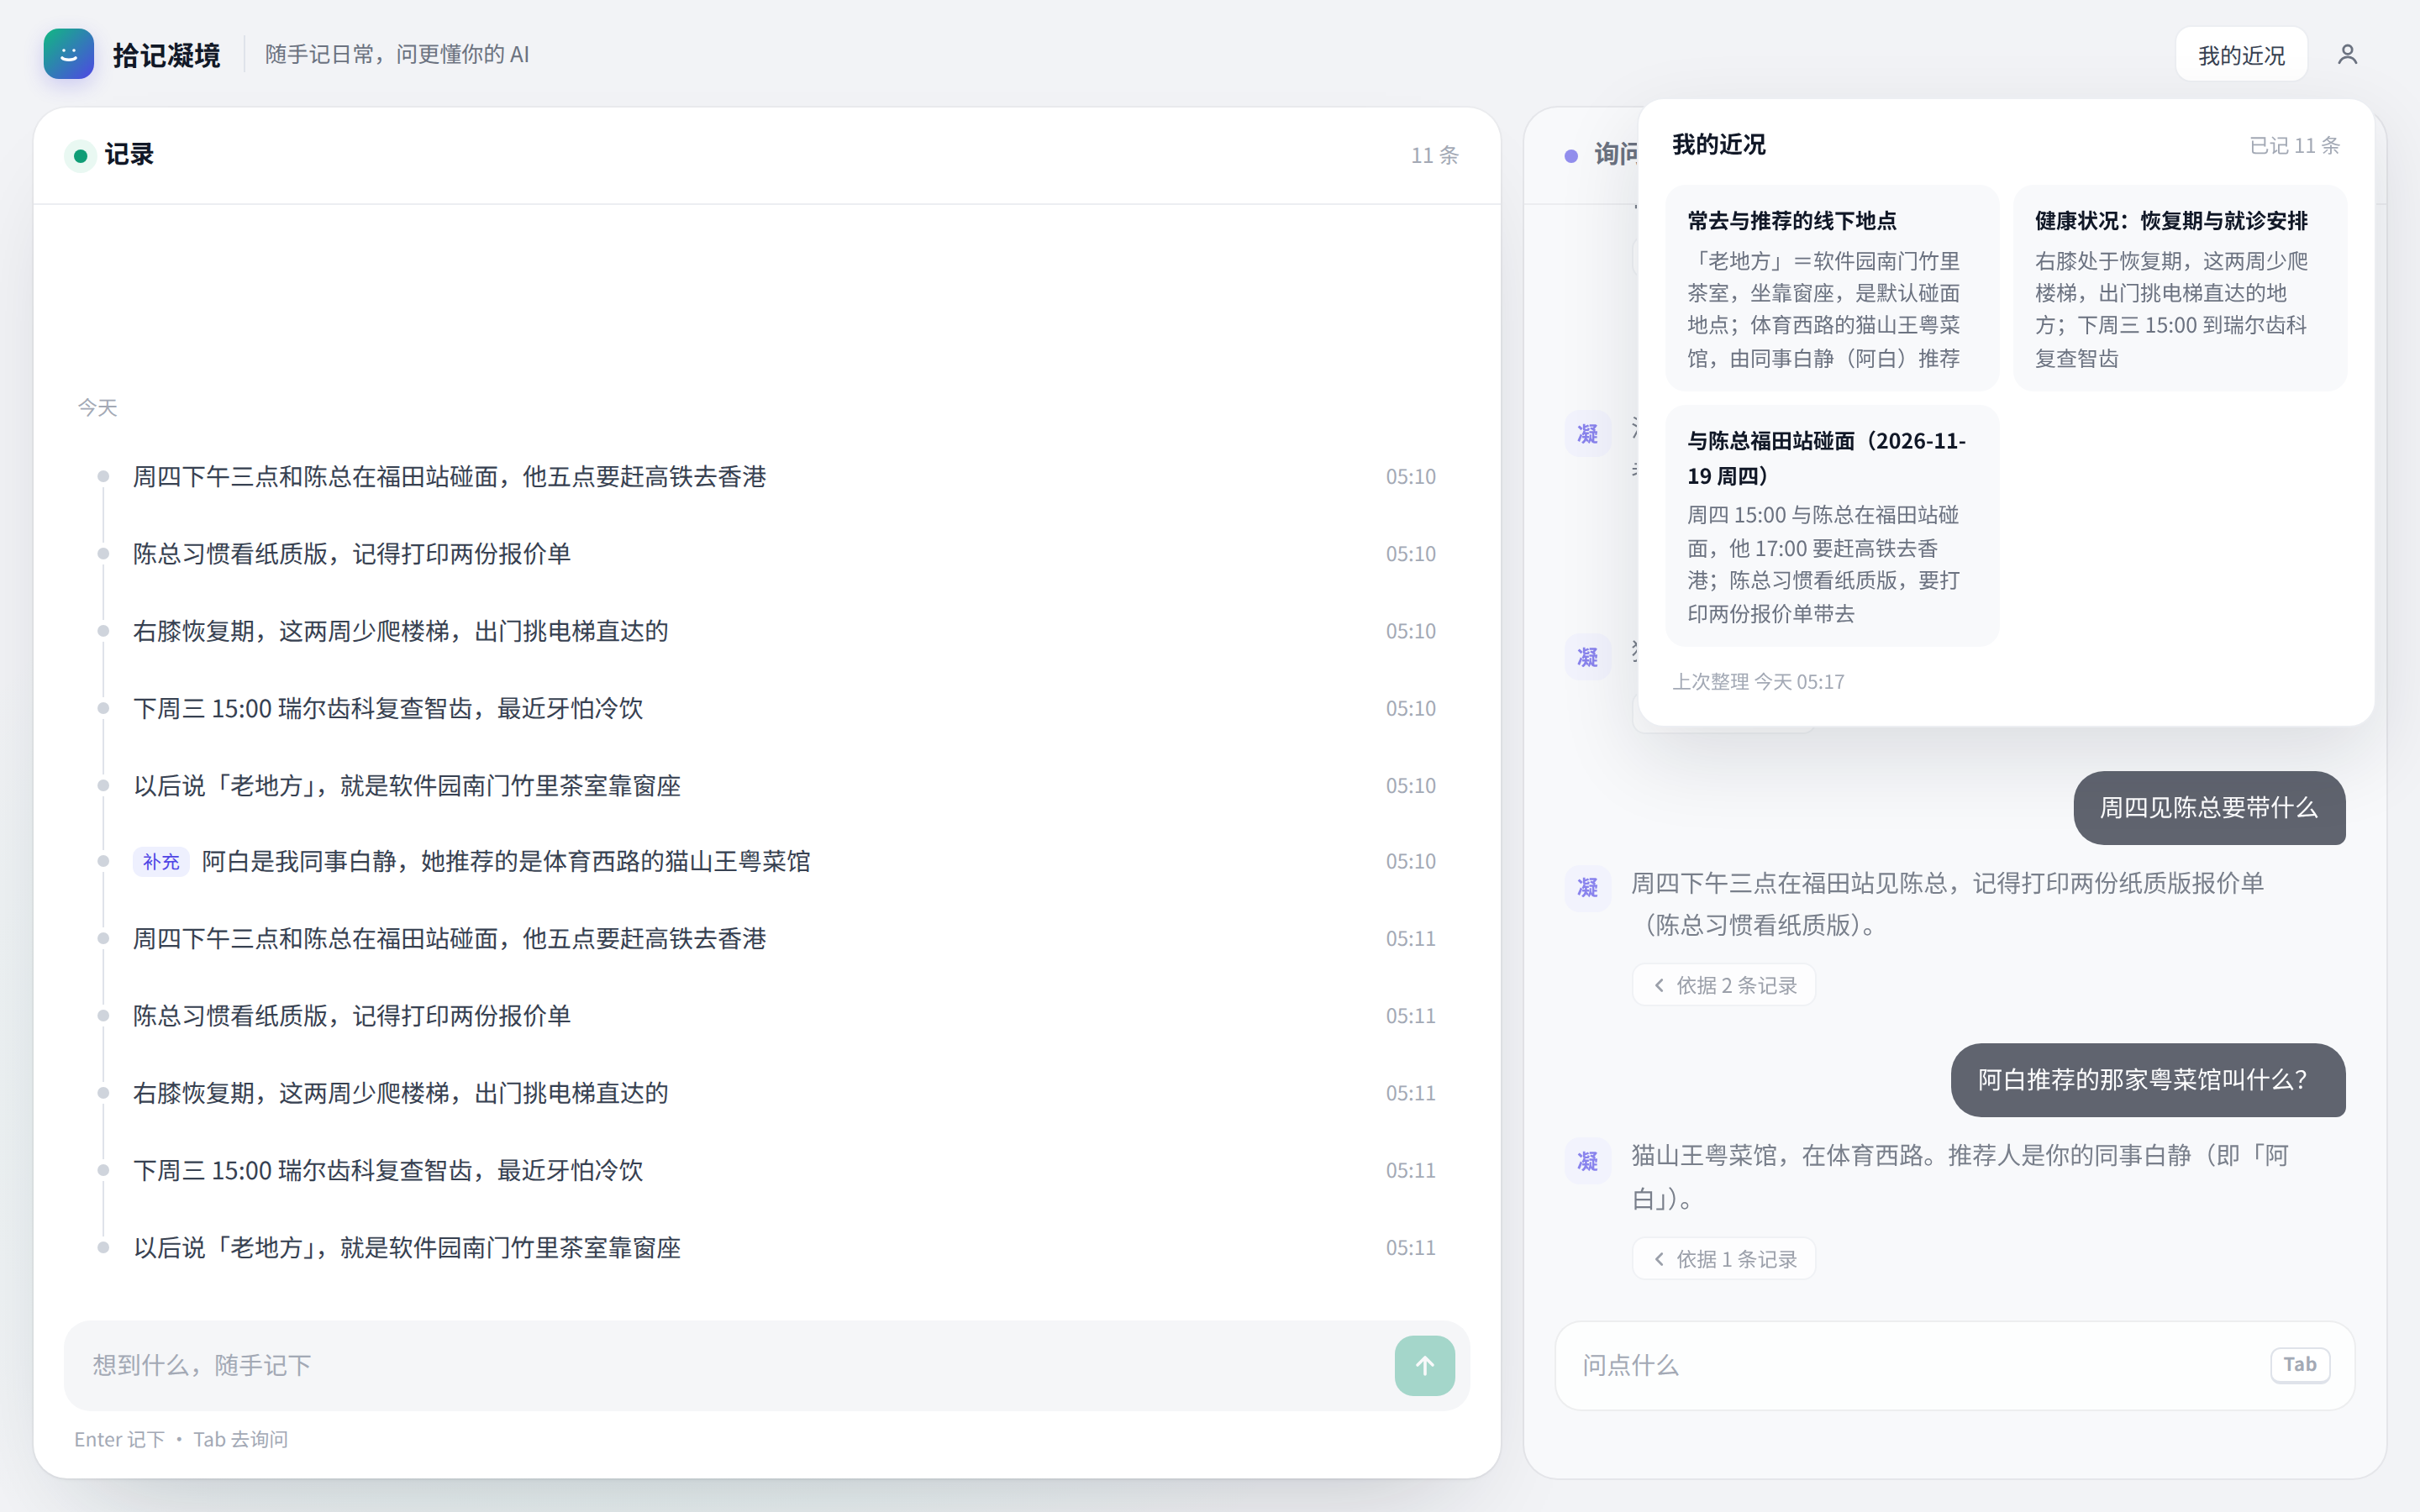 拾记凝境
随手记日常，问更懂你的 AI
我的近况
记录
11 条
今天
周四下午三点和陈总在福田站碰面，他五点要赶高铁去香港
05:10
陈总习惯看纸质版，记得打印两份报价单
05:10
右膝恢复期，这两周少爬楼梯，出门挑电梯直达的
05:10
下周三 15:00 瑞尔齿科复查智齿，最近牙怕冷饮
05:10
以后说「老地方」，就是软件园南门竹里茶室靠窗座
05:10
补充 阿白是我同事白静，她推荐的是体育西路的猫山王粤菜馆
05:10
周四下午三点和陈总在福田站碰面，他五点要赶高铁去香港
05:11
陈总习惯看纸质版，记得打印两份报价单
05:11
右膝恢复期，这两周少爬楼梯，出门挑电梯直达的
05:11
下周三 15:00 瑞尔齿科复查智齿，最近牙怕冷饮
05:11
以后说「老地方」，就是软件园南门竹里茶室靠窗座
05:11
想到什么，随手记下
Enter 记下 · Tab 去询问
询问
我的近况
已记 11 条
常去与推荐的线下地点
「老地方」＝软件园南门竹里
茶室，坐靠窗座，是默认碰面
地点；体育西路的猫山王粤菜
馆，由同事白静（阿白）推荐
健康状况：恢复期与就诊安排
右膝处于恢复期，这两周少爬
楼梯，出门挑电梯直达的地
方；下周三 15:00 到瑞尔齿科
复查智齿
与陈总福田站碰面（2026-11-
19 周四）
周四 15:00 与陈总在福田站碰
面，他 17:00 要赶高铁去香
港；陈总习惯看纸质版，要打
印两份报价单带去
上次整理 今天 05:17
凝
凝
周四见陈总要带什么
凝
周四下午三点在福田站见陈总，记得打印两份纸质版报价单
（陈总习惯看纸质版）。
依据 2 条记录
阿白推荐的那家粤菜馆叫什么？
凝
猫山王粤菜馆，在体育西路。推荐人是你的同事白静（即「阿
白」）。
依据 1 条记录
问点什么
Tab